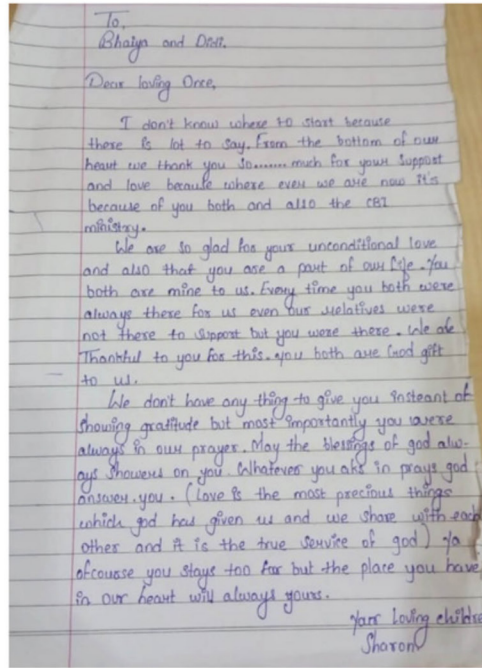 To,
Bhaiya and Didi.
Dear loving Once,
I don't know where to start because
there is lot to say. From the bottom of our
heart we thank you so....... much for your support
and love because where ever we are now it's
because of you both and also the CBI
ministry.
We are so glad for your unconditional love
and also that you are a part of our life. You
both are mine to us. Every time you both were
always there for us even our relatives were
not there to support but you were there. We are
Thankful to you for this. you both are God gift
to us.
We don't have any thing to give you insteant of
showing gratitude but most importantly you were
always in our prayer. May the blessings of god alw-
ays showers on you. Whatever you aks in prays god
answer you. (Love is the most precious things
which god has given us and we share with each
other and it is the true service of god) Ya
ofcourse you stays too far but the place you have
in our heart will always yours.
Your Loving childre
Sharon